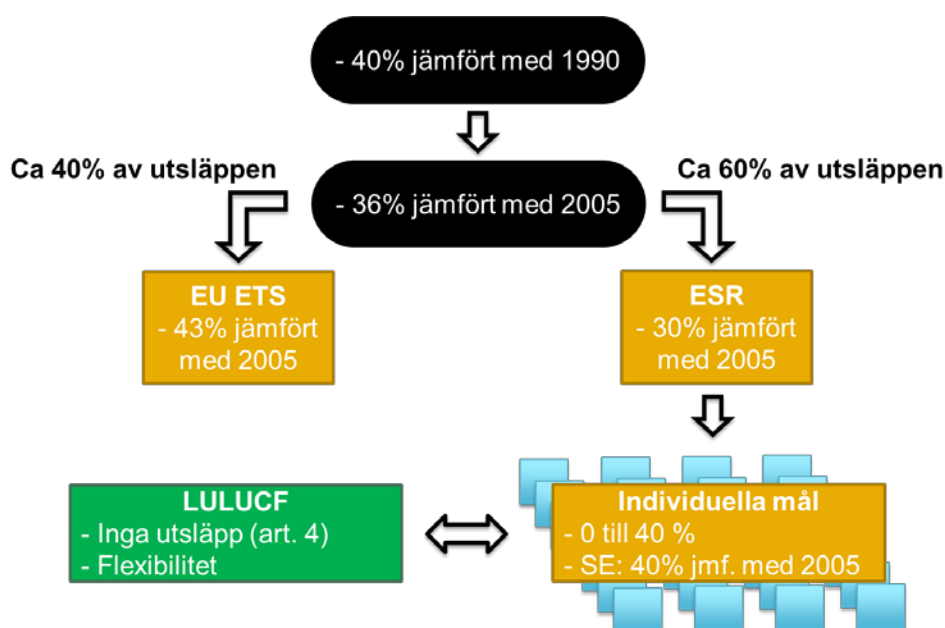 - 40% jämfört med 1990
Ca 40% av utsläppen
Ca 60% av utsläppen
- 36% jämfört med 2005
EU ETS
- 43% jämfört
med 2005
ESR
- 30% jämfört
med 2005
LULUCF
- Inga utsläpp (art. 4)
- Flexibilitet
Individuella mål
- 0 till 40 %
- SE: 40% jmf. med 2005